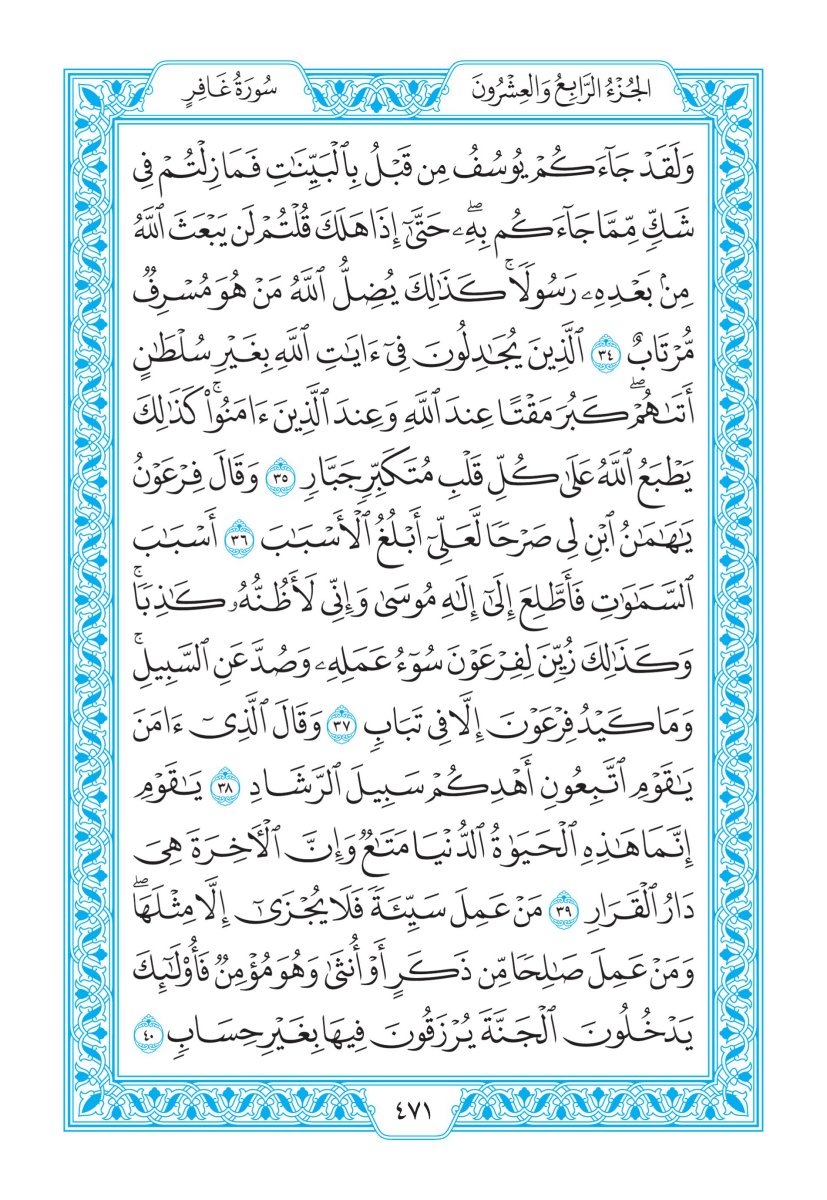 الجُزْءُ الرَّابِعُ وَالعِشْرُونَ
سُورَةُ غَافِرٍ
وَلَقَدۡ جَآءَكُمۡ يُوسُفُ مِن قَبۡلُ بِٱلۡبَيِّنَٰتِ فَمَا زِلۡتُمۡ فِي
شَكّٖ مِّمَّا جَآءَكُم بِهِۦۖ حَتَّىٰٓ إِذَا هَلَكَ قُلۡتُمۡ لَن يَبۡعَثَ ٱللَّهُ
مِنۢ بَعۡدِهِۦ رَسُولٗاۚ كَذَٰلِكَ يُضِلُّ ٱللَّهُ مَنۡ هُوَ مُسۡرِفٞ
مُّرۡتَابٌ ٣٤ ٱلَّذِينَ يُجَٰدِلُونَ فِيٓ ءَايَٰتِ ٱللَّهِ بِغَيۡرِ سُلۡطَٰنٍ
أَتَىٰهُمۡۖ كَبُرَ مَقۡتًا عِندَ ٱللَّهِ وَعِندَ ٱلَّذِينَ ءَامَنُواْۚ كَذَٰلِكَ
يَطۡبَعُ ٱللَّهُ عَلَىٰ كُلِّ قَلۡبِ مُتَكَبِّرٖ جَبَّارٖ ٣٥ وَقَالَ فِرۡعَوۡنُ
يَٰهَٰمَٰنُ ٱبۡنِ لِي صَرۡحٗا لَّعَلِّيٓ أَبۡلُغُ ٱلۡأَسۡبَٰبَ ٣٦ أَسۡبَٰبَ
ٱلسَّمَٰوَٰتِ فَأَطَّلِعَ إِلَىٰٓ إِلَٰهِ مُوسَىٰ وَإِنِّي لَأَظُنُّهُۥ كَٰذِبٗاۚ
وَكَذَٰلِكَ زُيِّنَ لِفِرۡعَوۡنَ سُوٓءُ عَمَلِهِۦ وَصُدَّ عَنِ ٱلسَّبِيلِۚ
وَمَا كَيۡدُ فِرۡعَوۡنَ إِلَّا فِي تَبَابٖ ٣٧ وَقَالَ ٱلَّذِيٓ ءَامَنَ
يَٰقَوۡمِ ٱتَّبِعُونِ أَهۡدِكُمۡ سَبِيلَ ٱلرَّشَادِ ٣٨ يَٰقَوۡمِ
إِنَّمَا هَٰذِهِ ٱلۡحَيَوٰةُ ٱلدُّنۡيَا مَتَٰعٞ وَإِنَّ ٱلۡأٓخِرَةَ هِيَ
دَارُ ٱلۡقَرَارِ ٣٩ مَنۡ عَمِلَ سَيِّئَةٗ فَلَا يُجۡزَىٰٓ إِلَّا مِثۡلَهَاۖ
وَمَنۡ عَمِلَ صَٰلِحٗا مِّن ذَكَرٍ أَوۡ أُنثَىٰ وَهُوَ مُؤۡمِنٞ فَأُوْلَٰٓئِكَ
يَدۡخُلُونَ ٱلۡجَنَّةَ يُرۡزَقُونَ فِيهَا بِغَيۡرِ حِسَابٖ ٤٠
٤٧١